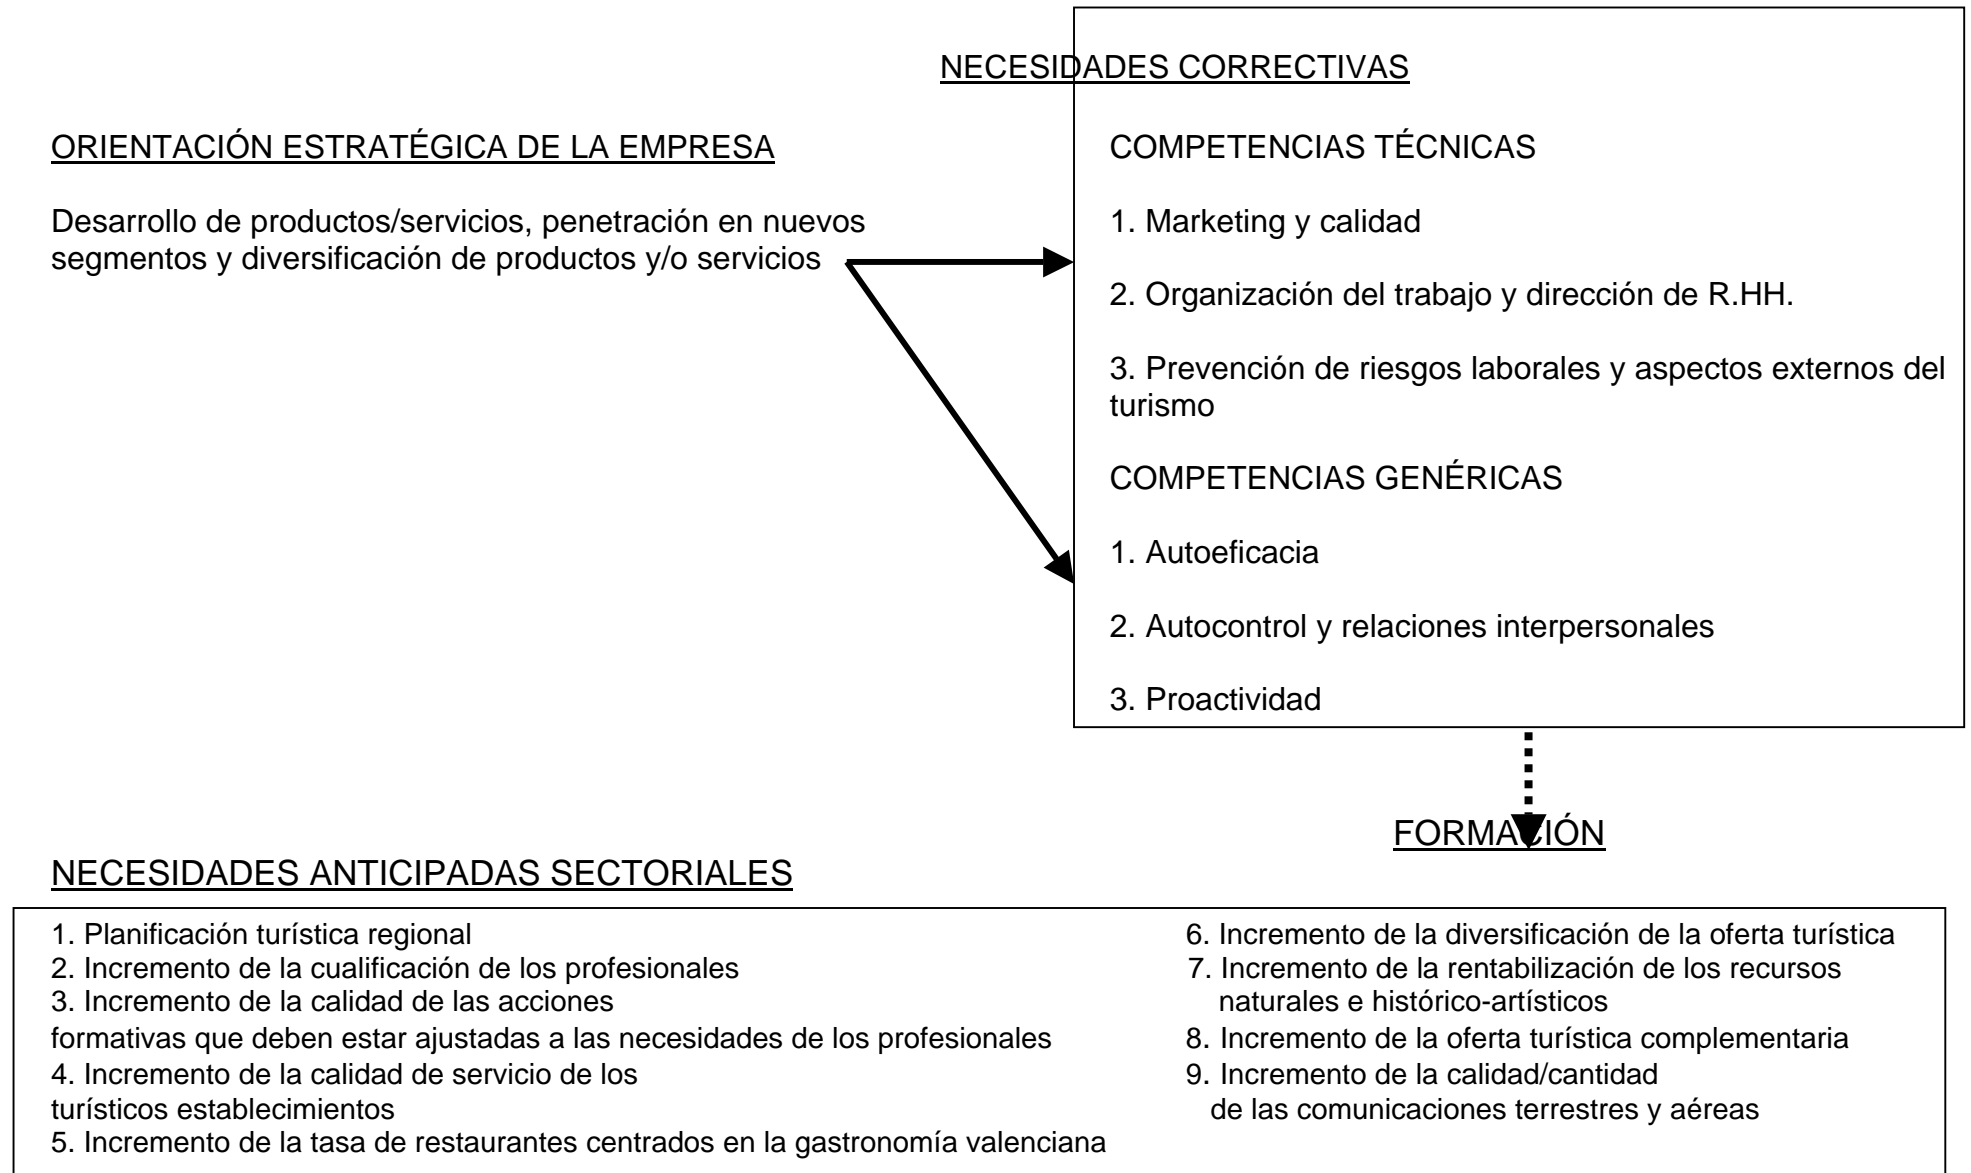 NECESIDADES CORRECTIVAS
ORIENTACIÓN ESTRATÉGICA DE LA EMPRESA
Desarrollo de productos/servicios, penetración en nuevos
segmentos y diversificación de productos y/o servicios
COMPETENCIAS TÉCNICAS
1. Marketing y calidad
2. Organización del trabajo y dirección de R.HH.
3. Prevención de riesgos laborales y aspectos externos del
turismo
COMPETENCIAS GENÉRICAS
1. Autoeficacia
2. Autocontrol y relaciones interpersonales
3. Proactividad
FORMACIÓN
NECESIDADES ANTICIPADAS SECTORIALES
1. Planificación turística regional
2. Incremento de la cualificación de los profesionales
3. Incremento de la calidad de las acciones
formativas que deben estar ajustadas a las necesidades de los profesionales
4. Incremento de la calidad de servicio de los
turísticos establecimientos
5. Incremento de la tasa de restaurantes centrados en la gastronomía valenciana
6. Incremento de la diversificación de la oferta turística
7. Incremento de la rentabilización de los recursos
naturales e histórico-artísticos
8. Incremento de la oferta turística complementaria
9. Incremento de la calidad/cantidad
de las comunicaciones terrestres y aéreas